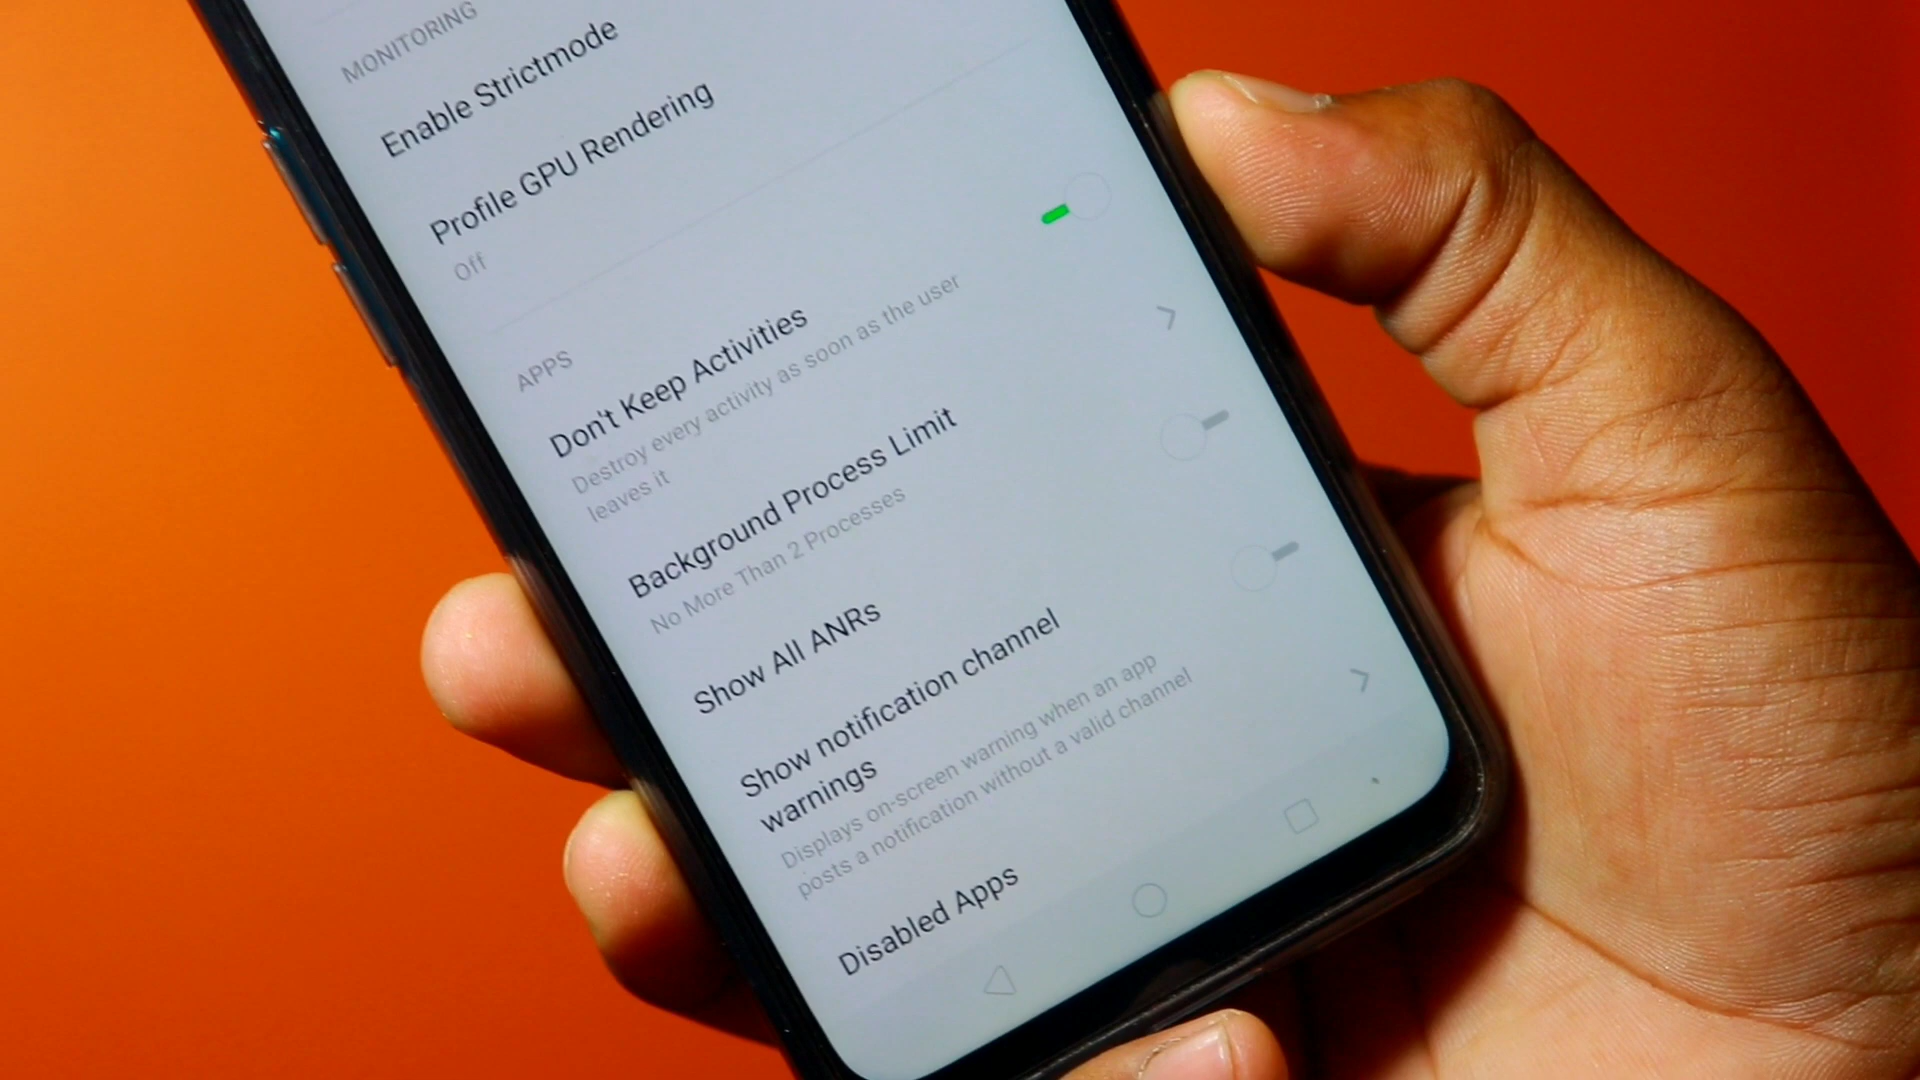 MONITORING
Enable Strictmode
Profile GPU Rendering
Off
APPS
Don't Keep Activities
Destroy every activity as soon as the user
leaves it
Background Process Limit
No More Than 2 Processes
Show All ANRs
Show notification channel
warnings
Displays on-screen warning when an app
posts a notification without a valid channel
Disabled Apps